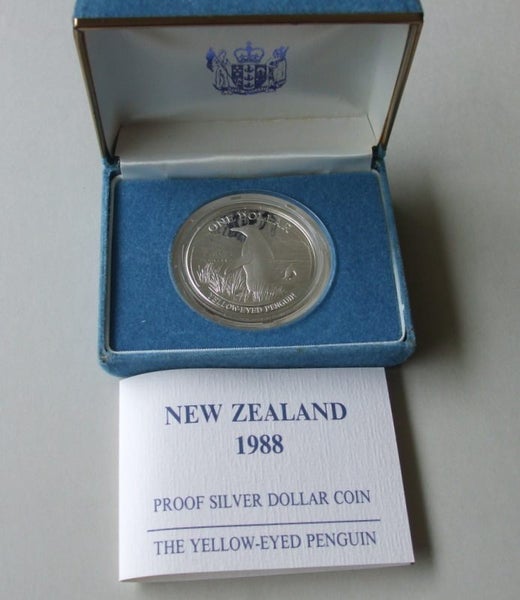 ONE DOLLAR
YELLOW-EYED PENGUIN
NEW ZEALAND
1988
PROOF SILVER DOLLAR COIN
THE YELLOW-EYED PENGUIN